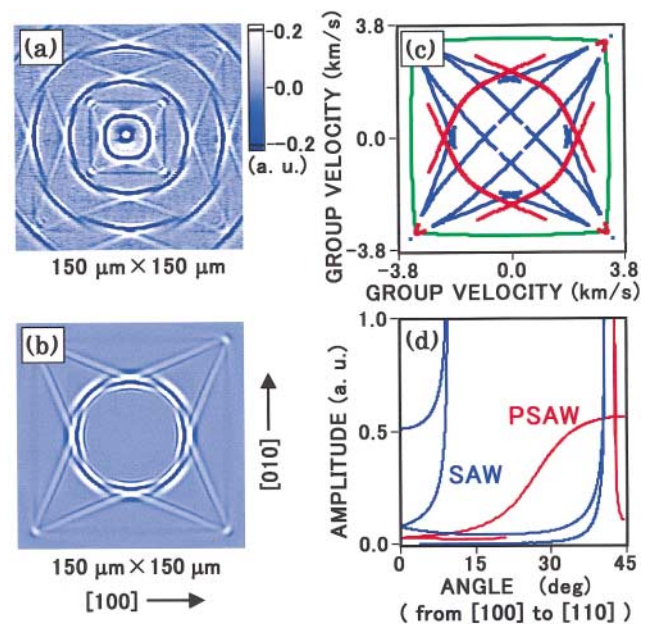 (a)
-0.2
-0.0
--0.2
(a. u.)
150 μm×150 μm
(b)
[010]
150 μm×150 μm
[100]
(c)
GROUP VELOCITY (km/s)
3.8
0.0
-3.8
-3.8
0.0
3.8
GROUP VELOCITY (km/s)
(d)
AMPLITUDE (a. u.)
1.0
0.5
0.0
PSAW
SAW
0
15
30
45
ANGLE (deg)
( from [100] to [110] )